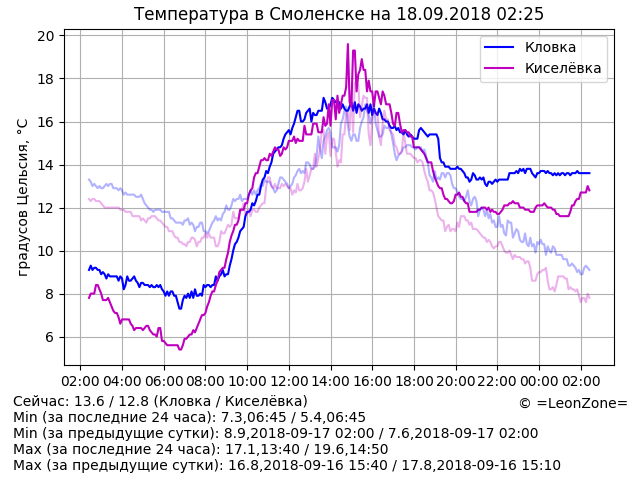 Температура в Смоленске на 18.09.2018 02:25
градусов Цельсия, °C
20
18
16
14
12
10
8
6
Кловка
Киселёвка
02:00 04:00 06:00 08:00 10:00 12:00 14:00 16:00 18:00 20:00 22:00 00:00 02:00
Сейчас: 13.6 / 12.8 (Кловка / Киселёвка)
© =LeonZone=
Min (за последние 24 часа): 7.3,06:45 / 5.4,06:45
Min (за предыдущие сутки): 8.9,2018-09-17 02:00 / 7.6,2018-09-17 02:00
Max (за последние 24 часа): 17.1,13:40 / 19.6,14:50
Max (за предыдущие сутки): 16.8,2018-09-16 15:40 / 17.8,2018-09-16 15:10